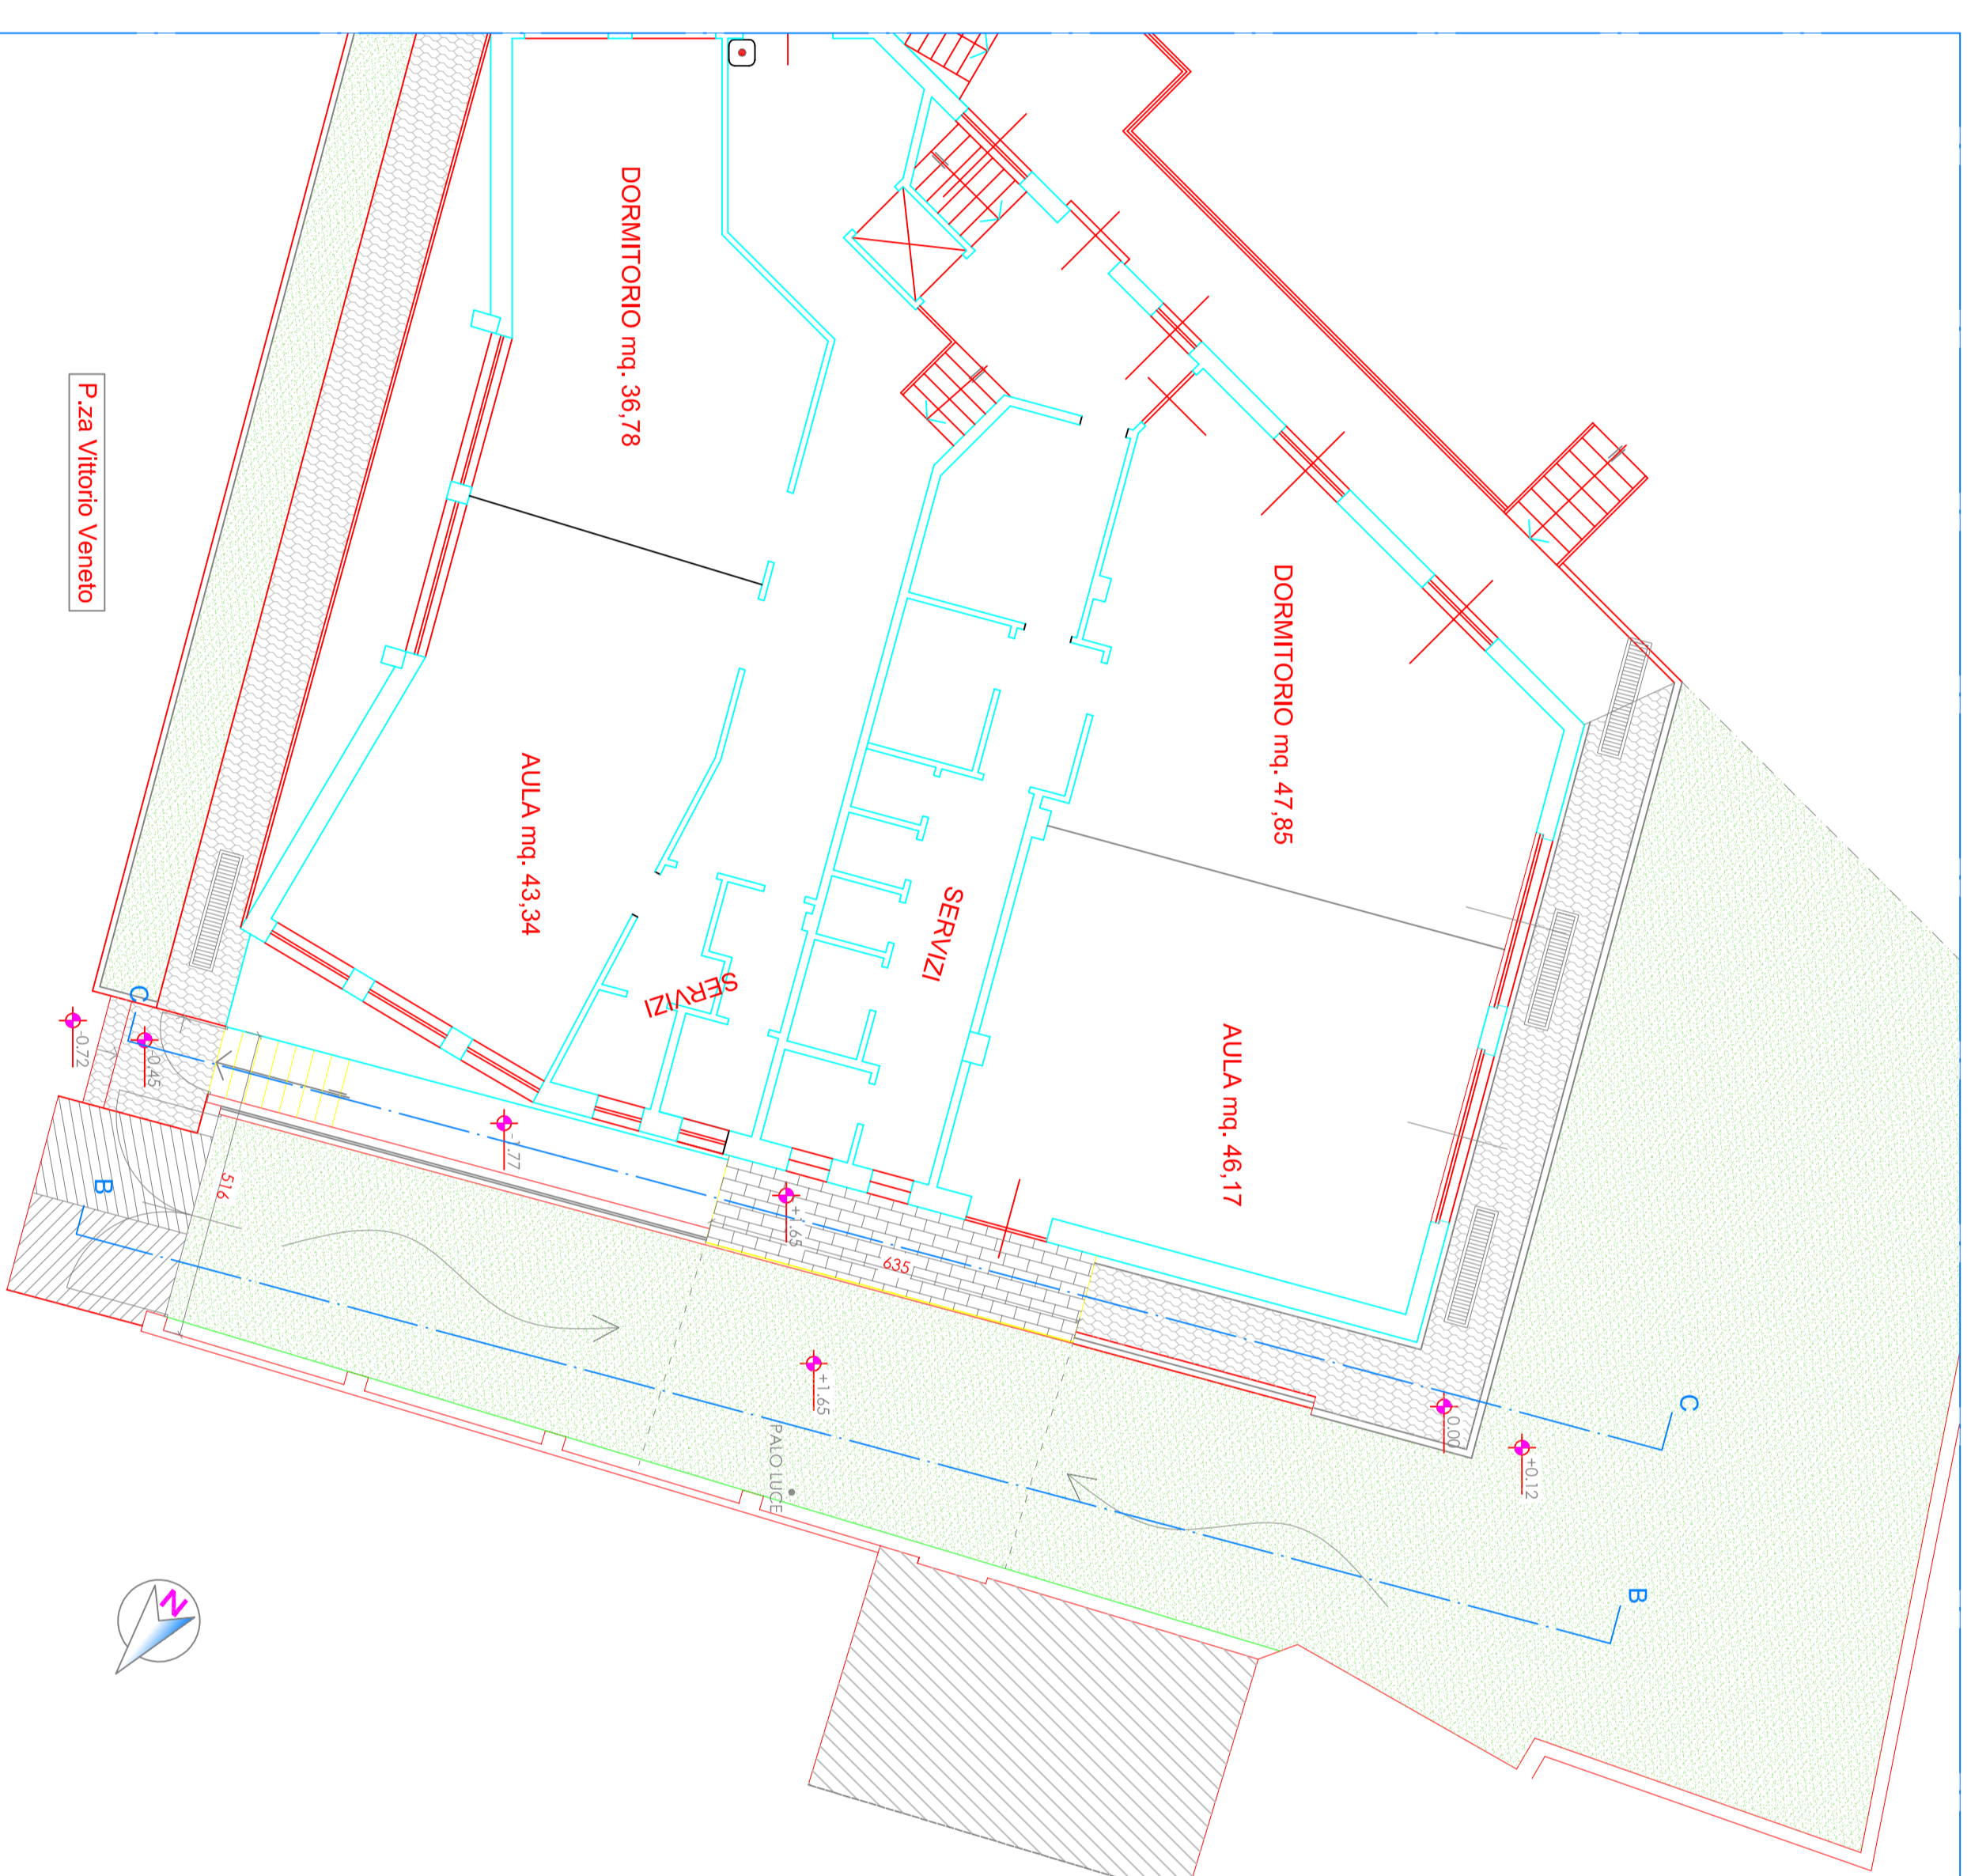 DORMITORIO mq. 36,78
DORMITORIO mq. 47,85
P.za Vittorio Veneto
AULA mq. 43,34
SERVIZI
SERVIZI
AULA mq. 46,17
C
-0.72
-0.45
-1.77
B
516
+1.65
635
+1.65
PALO LUCE
0.00
+0.12
C
B
N